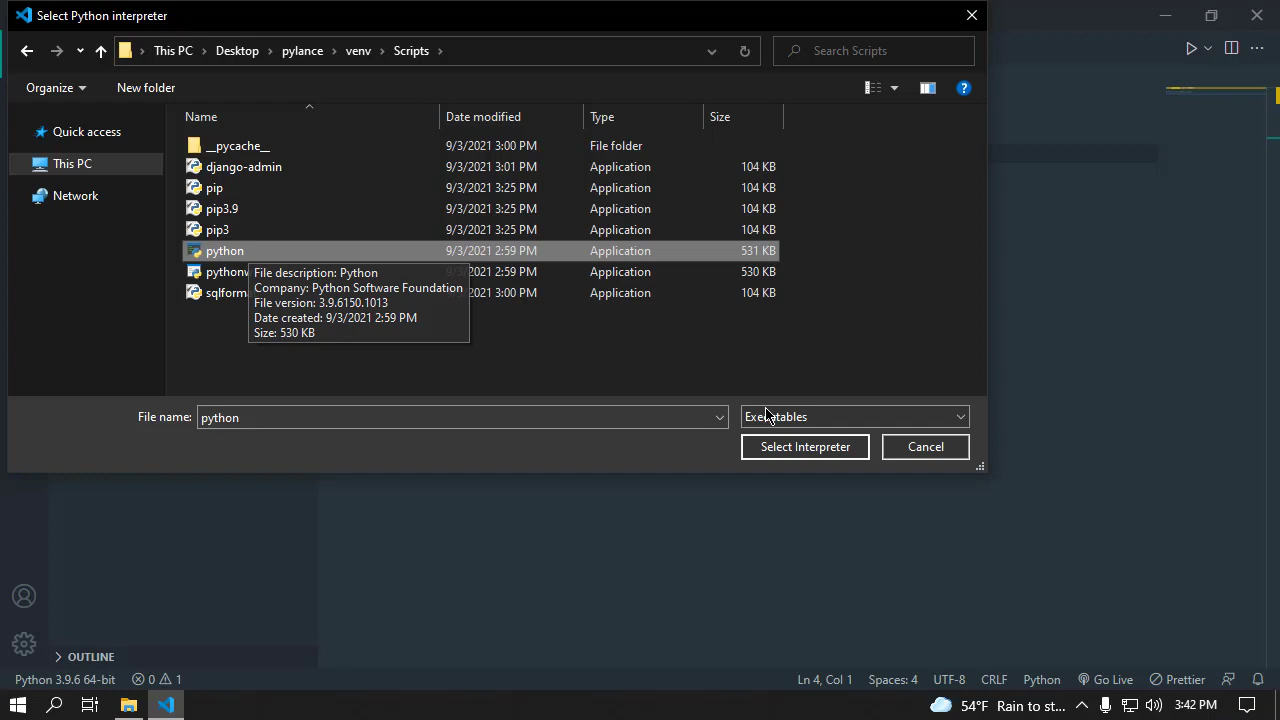 Select Python interpreter
This PC Desktop pylance venv Scripts
Search Scripts
Organize New folder
Name Date modified Type Size
Quick access
This PC
Network
__pycache__ 9/3/2021 3:00 PM File folder
django-admin 9/3/2021 3:01 PM Application 104 KB
pip 9/3/2021 3:25 PM Application 104 KB
pip3.9 9/3/2021 3:25 PM Application 104 KB
pip3 9/3/2021 3:25 PM Application 104 KB
python 9/3/2021 2:59 PM Application 531 KB
pythonw 9/3/2021 2:59 PM Application 530 KB
sqlform 9/3/2021 3:00 PM Application 104 KB
File description: Python
Company: Python Software Foundation
File version: 3.9.6150.1013
Date created: 9/3/2021 2:59 PM
Size: 530 KB
File name: python Executables
Select Interpreter Cancel
OUTLINE
Python 3.9.6 64-bit 0 1 Ln 4, Col 1 Spaces: 4 UTF-8 CRLF Python Go Live Prettier
54°F Rain to st... 3:42 PM